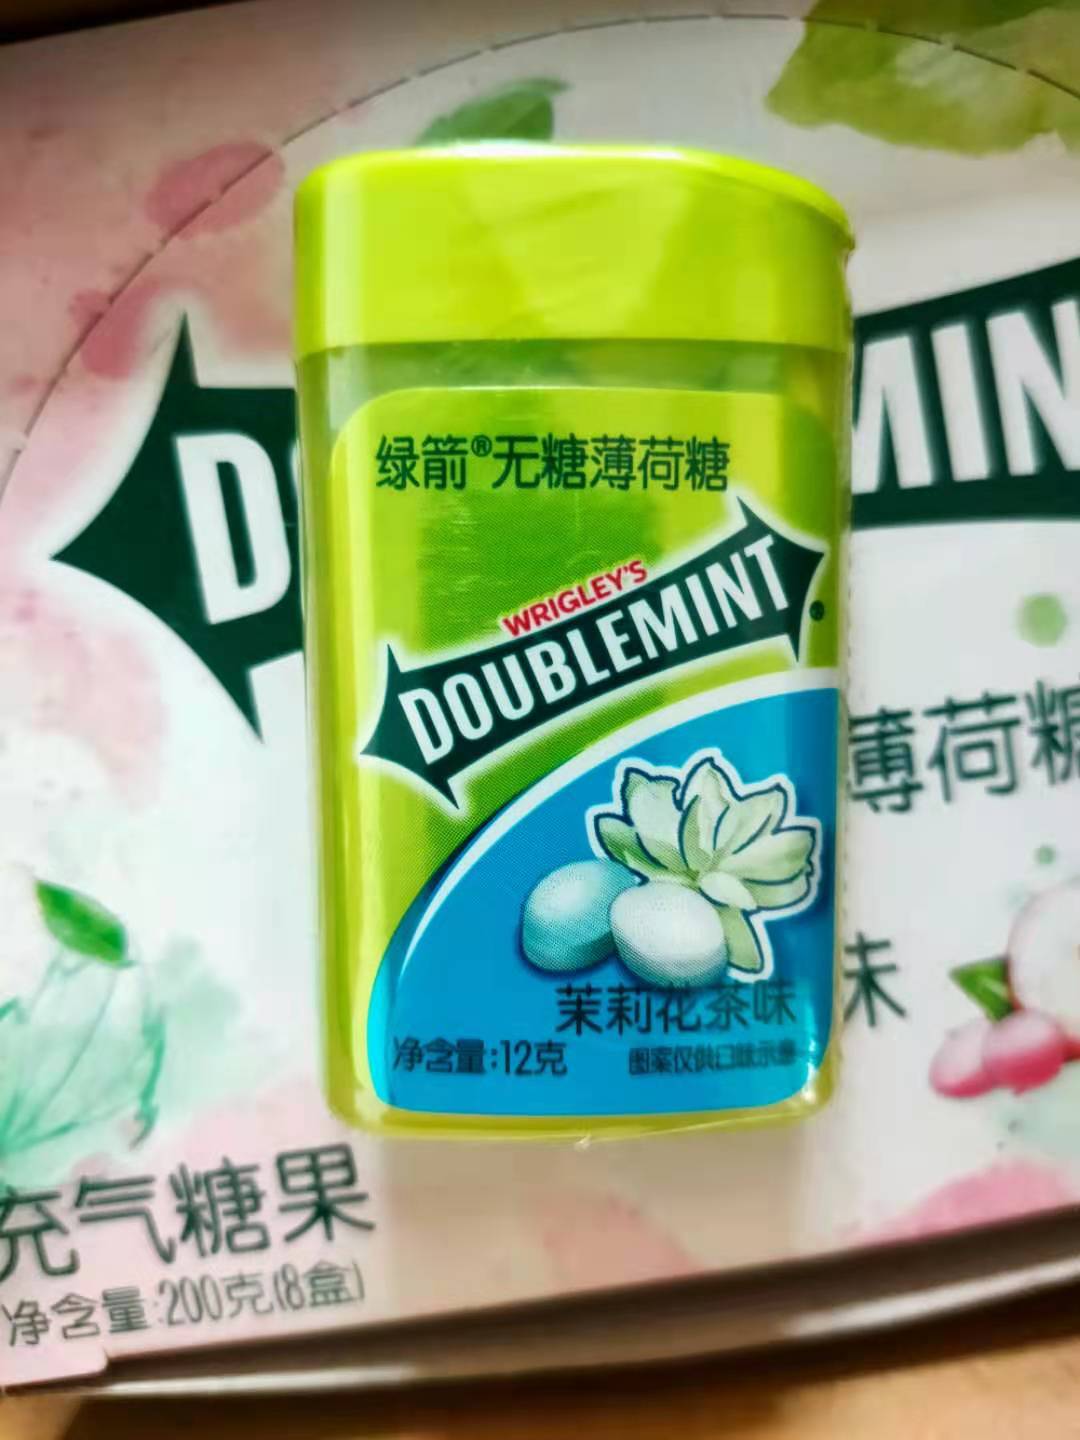 绿箭®无糖薄荷糖
WRIGLEY'S
DOUBLEMINT®
茉莉花茶味
净含量:12克
图案仅供口味示意
D
MIN
薄荷糖
味
充气糖果
净含量:200克(8盒)